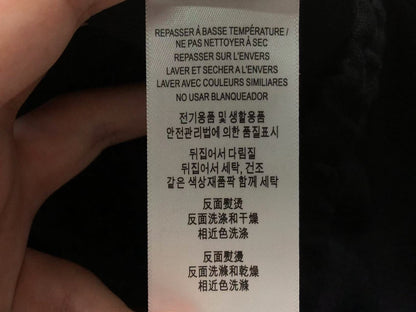 REPASSER À BASSE TEMPÉRATURE /
NE PAS NETTOYER À SEC
REPASSER SUR L'ENVERS
LAVER ET SECHER A L'ENVERS
LAVER AVEC COULEURS SIMILIARES
NO USAR BLANQUEADOR
전기용품 및 생활용품
안전관리법에 의한 품질표시
뒤집어서 다림질
뒤집어서 세탁, 건조
같은 색상재품팍 함께 세탁
反面熨烫
反面洗涤和干燥
相近色洗涤
反面熨燙
反面洗滌和乾燥
相近色洗滌